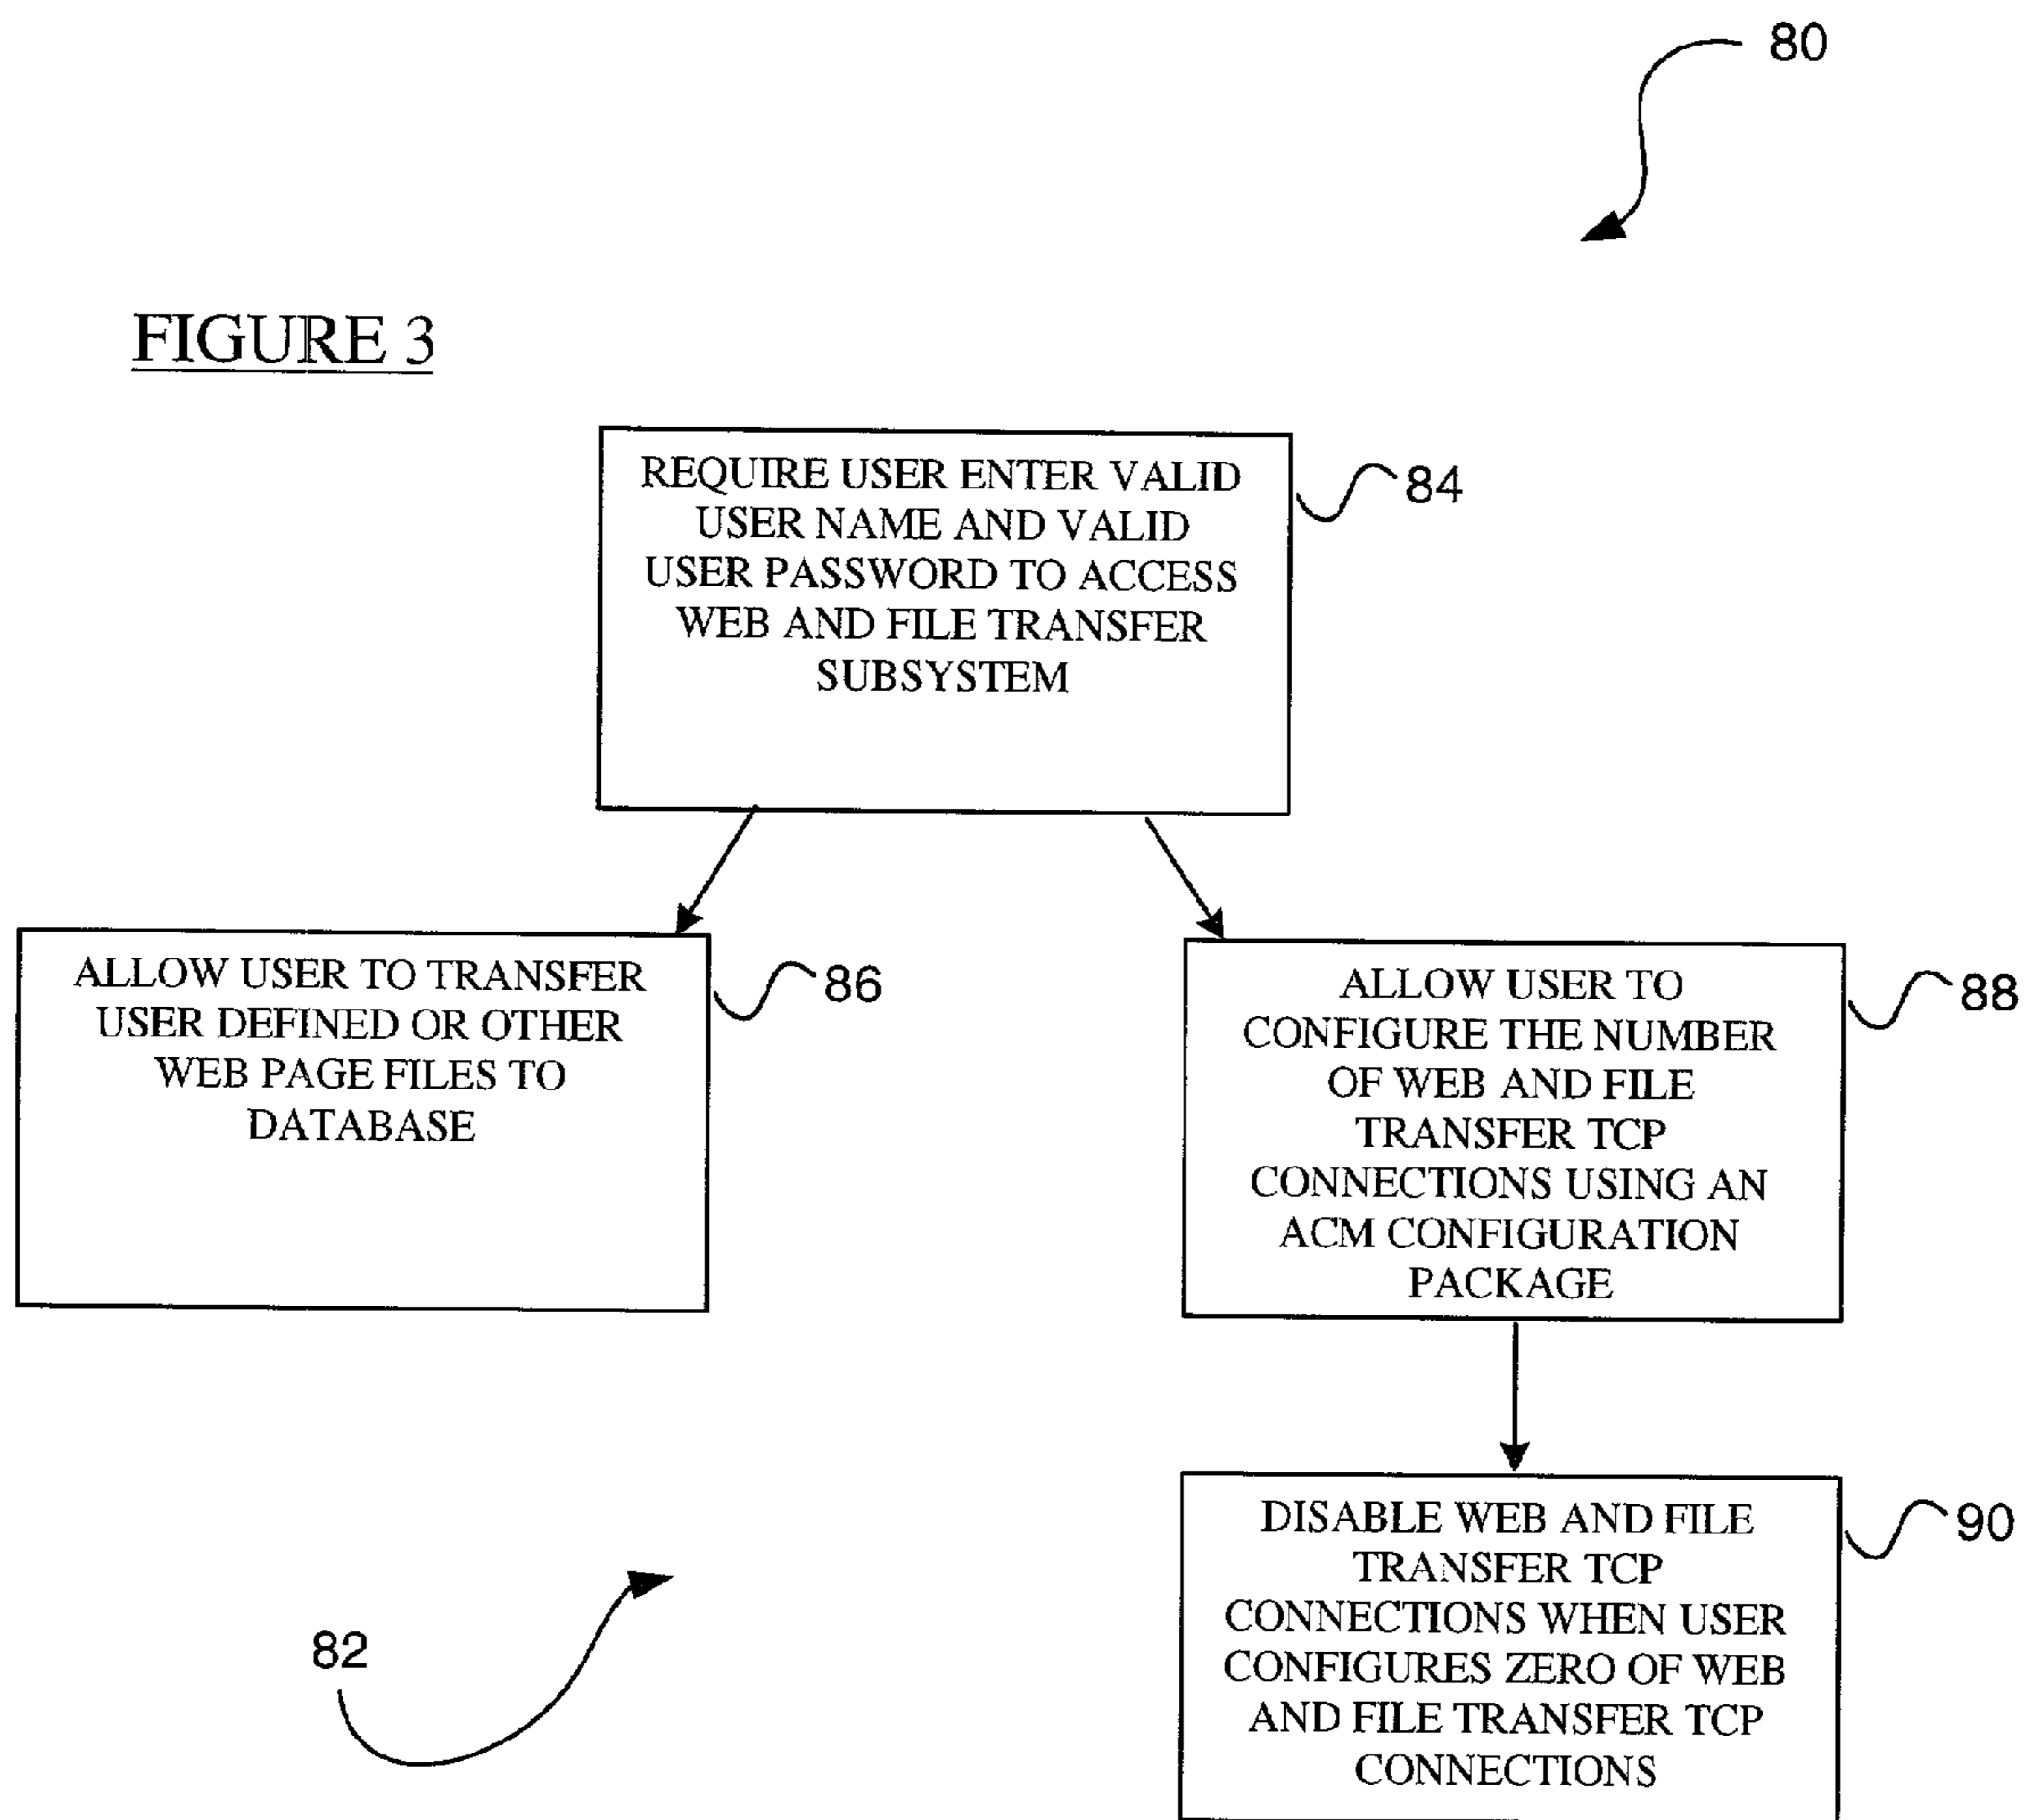 80
FIGURE 3
REQUIRE USER ENTER VALID
USER NAME AND VALID
USER PASSWORD TO ACCESS
WEB AND FILE TRANSFER
SUBSYSTEM
84
ALLOW USER TO TRANSFER
USER DEFINED OR OTHER
WEB PAGE FILES TO
DATABASE
86
ALLOW USER TO
CONFIGURE THE NUMBER
OF WEB AND FILE
TRANSFER TCP
CONNECTIONS USING AN
ACM CONFIGURATION
PACKAGE
88
DISABLE WEB AND FILE
TRANSFER TCP
CONNECTIONS WHEN USER
CONFIGURES ZERO OF WEB
AND FILE TRANSFER TCP
CONNECTIONS
90
82